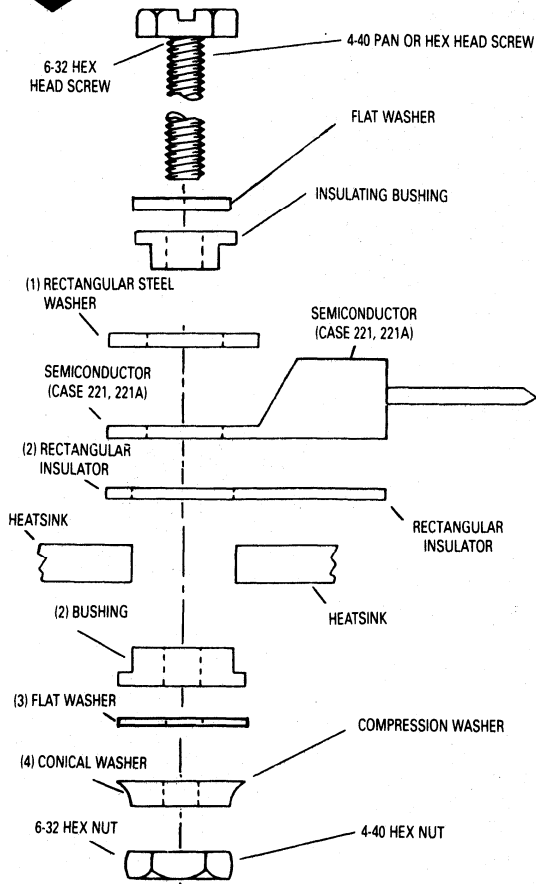 6-32 HEX
HEAD SCREW
4-40 PAN OR HEX HEAD SCREW
FLAT WASHER
INSULATING BUSHING
(1) RECTANGULAR STEEL
WASHER
SEMICONDUCTOR
(CASE 221, 221A)
SEMICONDUCTOR
(CASE 221, 221A)
(2) RECTANGULAR
INSULATOR
RECTANGULAR
INSULATOR
HEATSINK
HEATSINK
(2) BUSHING
(3) FLAT WASHER
COMPRESSION WASHER
(4) CONICAL WASHER
6-32 HEX NUT
4-40 HEX NUT